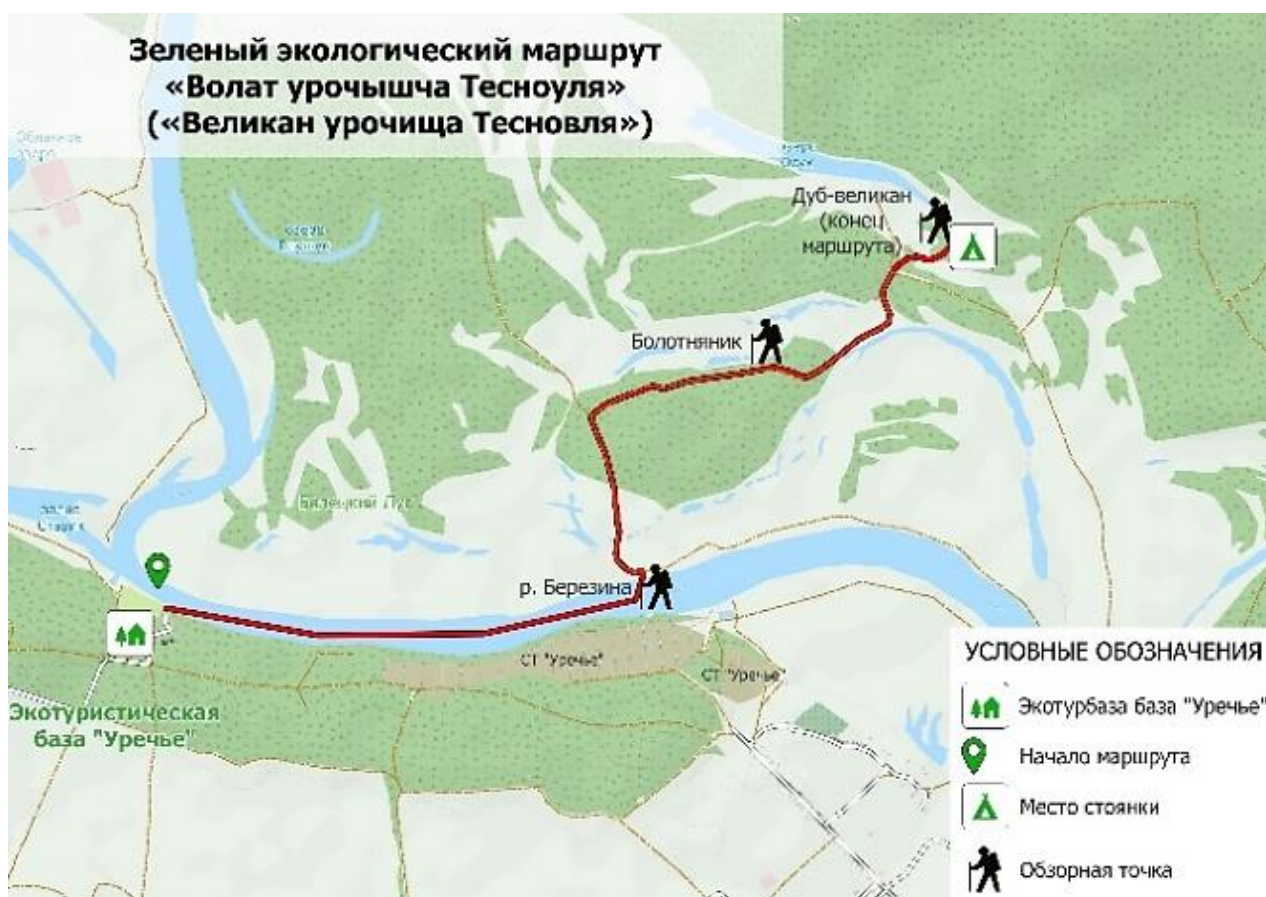 Зеленый экологический маршрут
«Волат урочышча Тесноуля»
(«Великан урочища Тесновля»)
Дуб-великан
(конец
маршрута)
Болотняник
р. Березина
СТ "Уречье"
СТ "Уречье"
Экотуристическая
база "Уречье"
УСЛОВНЫЕ ОБОЗНАЧЕНИЯ
Экотурбаза база "Уречье"
Начало маршрута
Место стоянки
Обзорная точка